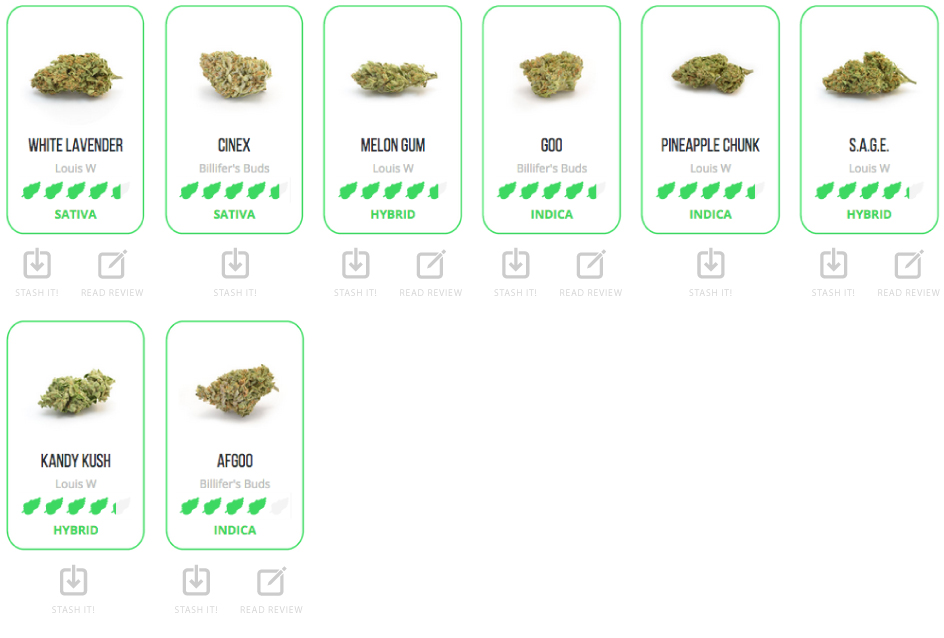 WHITE LAVENDER
Louis W
SATIVA
STASH IT!
READ REVIEW
CINEX
Billifer's Buds
SATIVA
STASH IT!
MELON GUM
Louis W
HYBRID
STASH IT!
READ REVIEW
GOO
Billifer's Buds
INDICA
STASH IT!
READ REVIEW
PINEAPPLE CHUNK
Louis W
INDICA
STASH IT!
S.A.G.E.
Louis W
HYBRID
STASH IT!
READ REVIEW
KANDY KUSH
Louis W
HYBRID
STASH IT!
AFGOO
Billifer's Buds
INDICA
STASH IT!
READ REVIEW